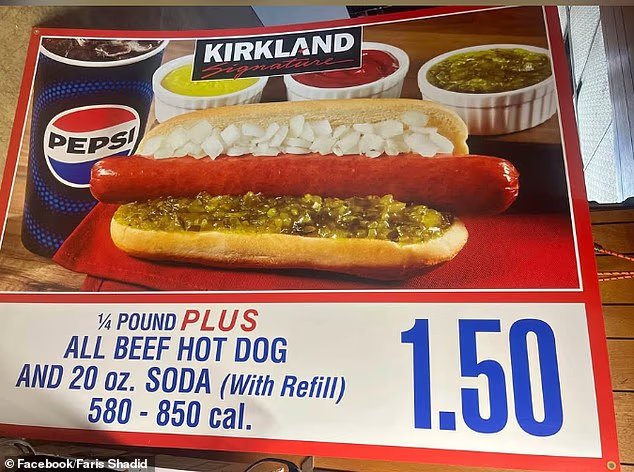 KIRKLAND
Signature
PEPSI
¼ POUND PLUS
ALL BEEF HOT DOG
AND 20 oz. SODA (With Refill)
580 - 850 cal.
1.50
© Facebook/Faris Shadid